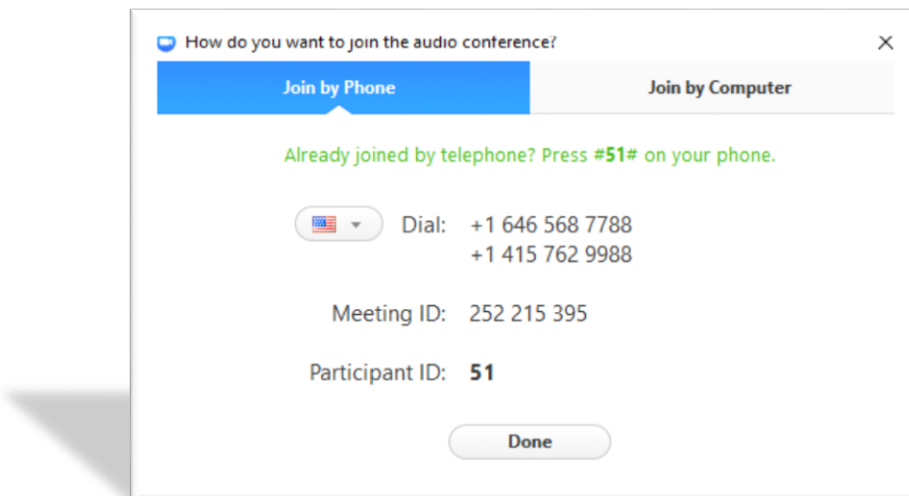 How do you want to join the audio conference?
Join by Phone Join by Computer
Already joined by telephone? Press #51# on your phone.
Dial: +1 646 568 7788
+1 415 762 9988
Meeting ID: 252 215 395
Participant ID: 51
Done